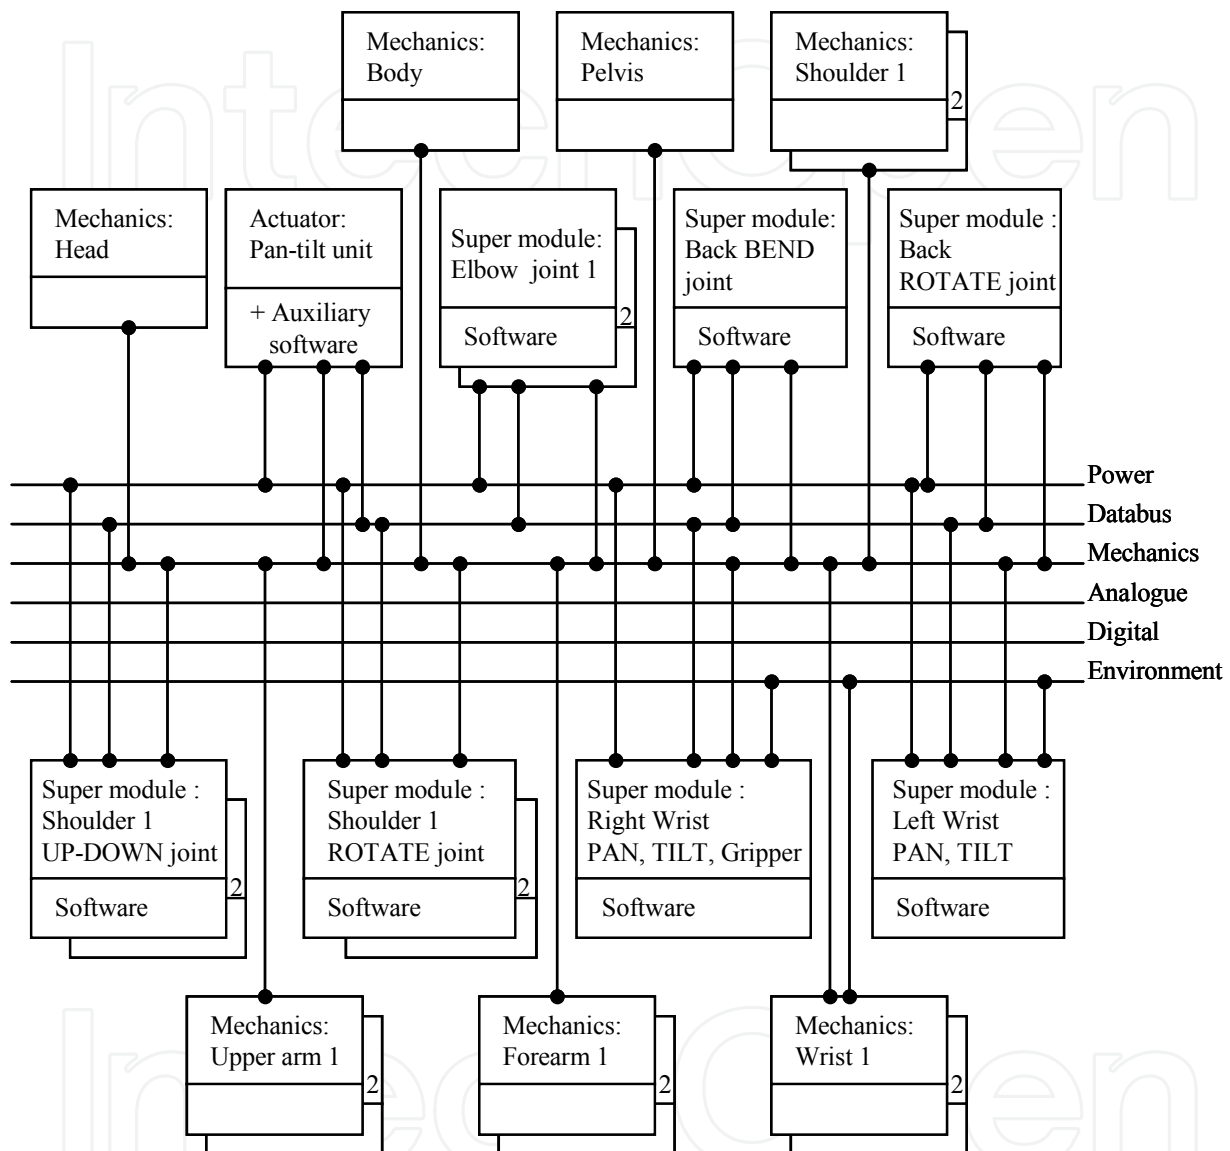 Mechanics:
Body
Mechanics:
Pelvis
Mechanics:
Shoulder 1
2
Mechanics:
Head
Actuator:
Pan-tilt unit
+ Auxiliary
software
Super module:
Elbow joint 1
Software
2
Super module:
Back BEND
joint
Software
Super module :
Back
ROTATE joint
Software
Power
Databus
Mechanics
Analogue
Digital
Environment
Super module :
Shoulder 1
UP-DOWN joint
Software
2
Super module :
Shoulder 1
ROTATE joint
Software
2
Super module :
Right Wrist
PAN, TILT, Gripper
Software
Super module :
Left Wrist
PAN, TILT
Software
Mechanics:
Upper arm 1
2
Mechanics:
Forearm 1
2
Mechanics:
Wrist 1
2
IntechOpen
IntechOpen